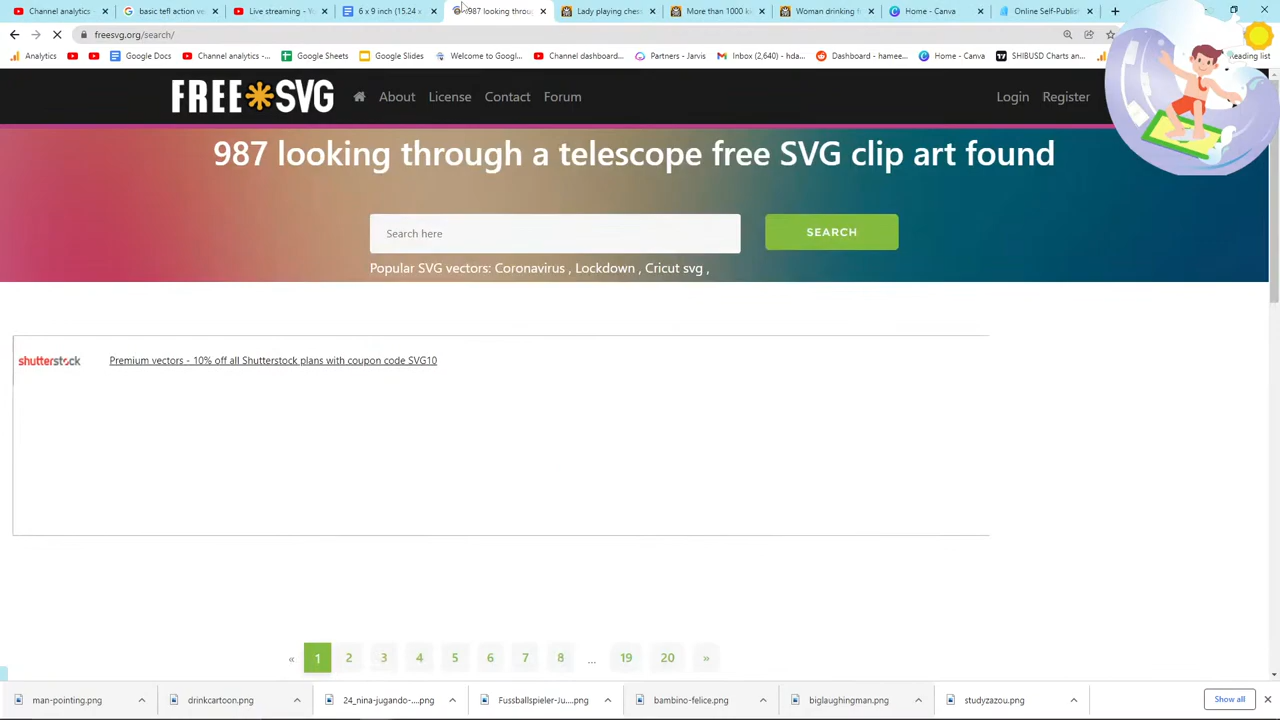 Channel analytics
basic tefl action ve
Live streaming - Yo
6 x 9 inch (15.24 x
987 looking throug
Lady playing chess
More than 1000 k
Woman drinking f
Home - Canva
Online Self-Publish
freesvg.org/search/
Analytics
Google Docs
Channel analytics -...
Google Sheets
Google Slides
Welcome to Googl...
Channel dashboard...
Partners - Jarvis
Inbox (2,640) - hda...
Dashboard - hamee...
Home - Canva
SHIBUSD Charts an...
Reading list
FREE SVG
About
License
Contact
Forum
Login
Register
987 looking through a telescope free SVG clip art found
Search here
SEARCH
Popular SVG vectors: Coronavirus , Lockdown , Cricut svg ,
shutterstock
Premium vectors - 10% off all Shutterstock plans with coupon code SVG10
« 1 2 3 4 5 6 7 8 ... 19 20 »
man-pointing.png
drinkcartoon.png
24_nina-jugando-....png
Fussballspieler-Ju....png
bambino-felice.png
biglaughingman.png
studyzazou.png
Show all